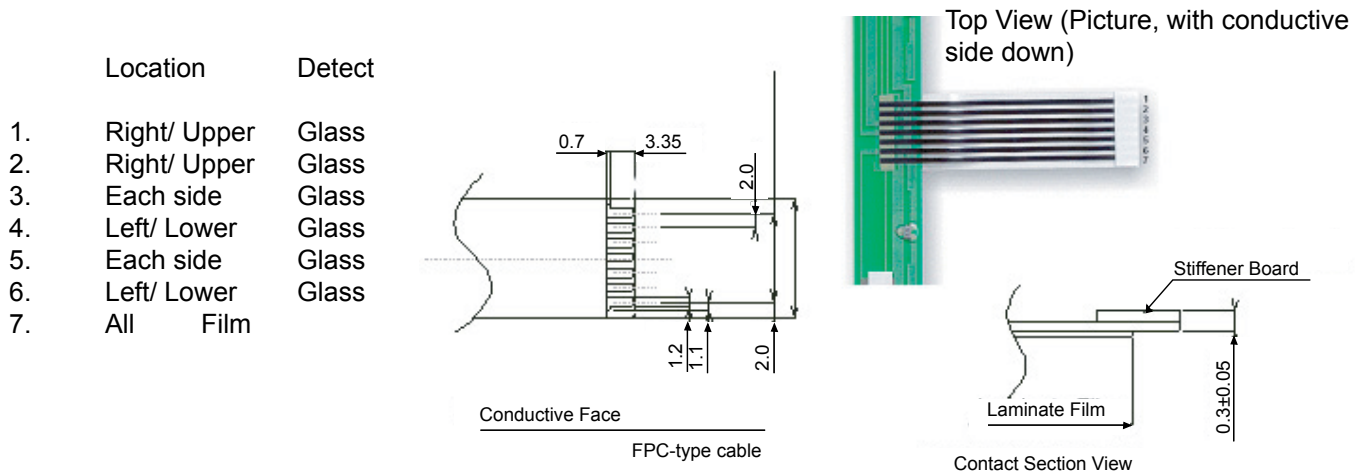 Location Detect
1. Right/ Upper Glass
2. Right/ Upper Glass
3. Each side Glass
4. Left/ Lower Glass
5. Each side Glass
6. Left/ Lower Glass
7. All Film
0.7
3.35
2.0
1.2
1.1
2.0
Conductive Face
FPC-type cable
Top View (Picture, with conductive
side down)
1
2
3
4
5
6
7
Stiffener Board
Laminate Film
0.3±0.05
Contact Section View